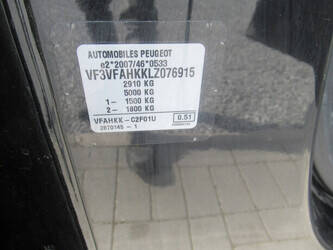 AUTOMOBILES PEUGEOT
e2*2007/46*0533
VF3VFAHKKLZ076915
2910 KG
5000 KG
1- 1500 KG
2- 1800 KG
VFAHKK-C2F01U 0.51
2870145 - 1